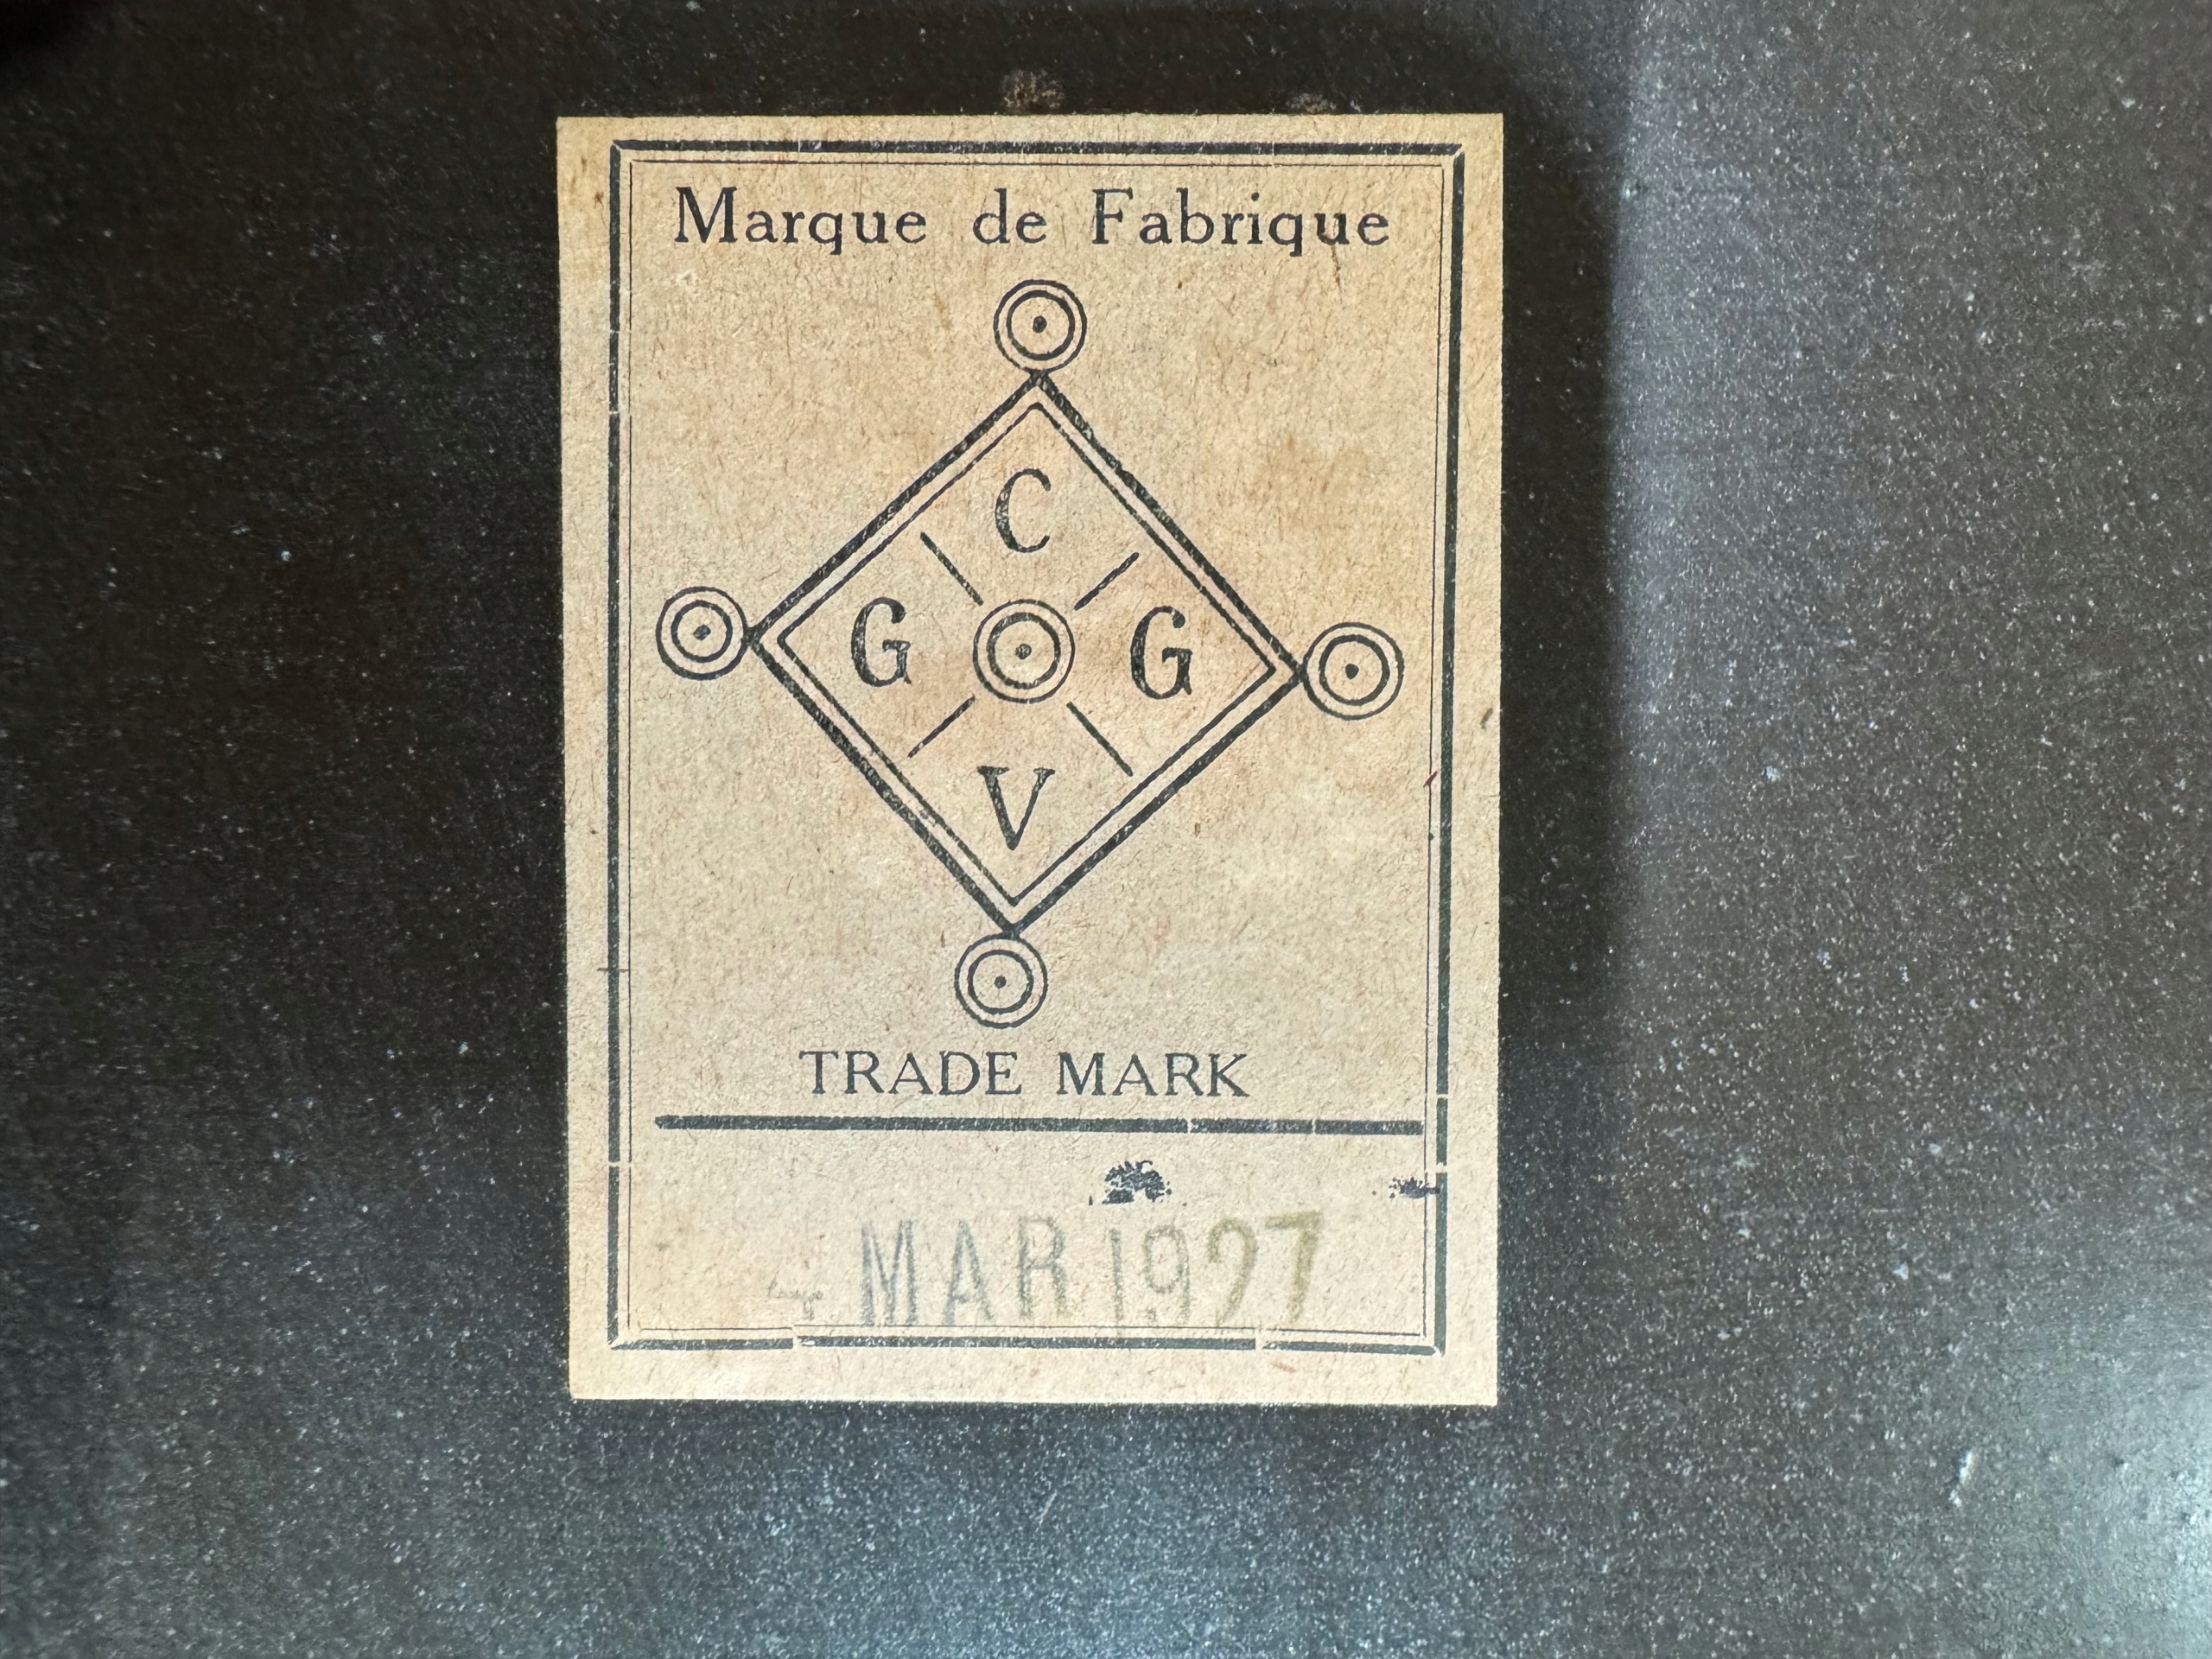 Marque de Fabrique
C
G G
V
TRADE MARK
MAR 1927